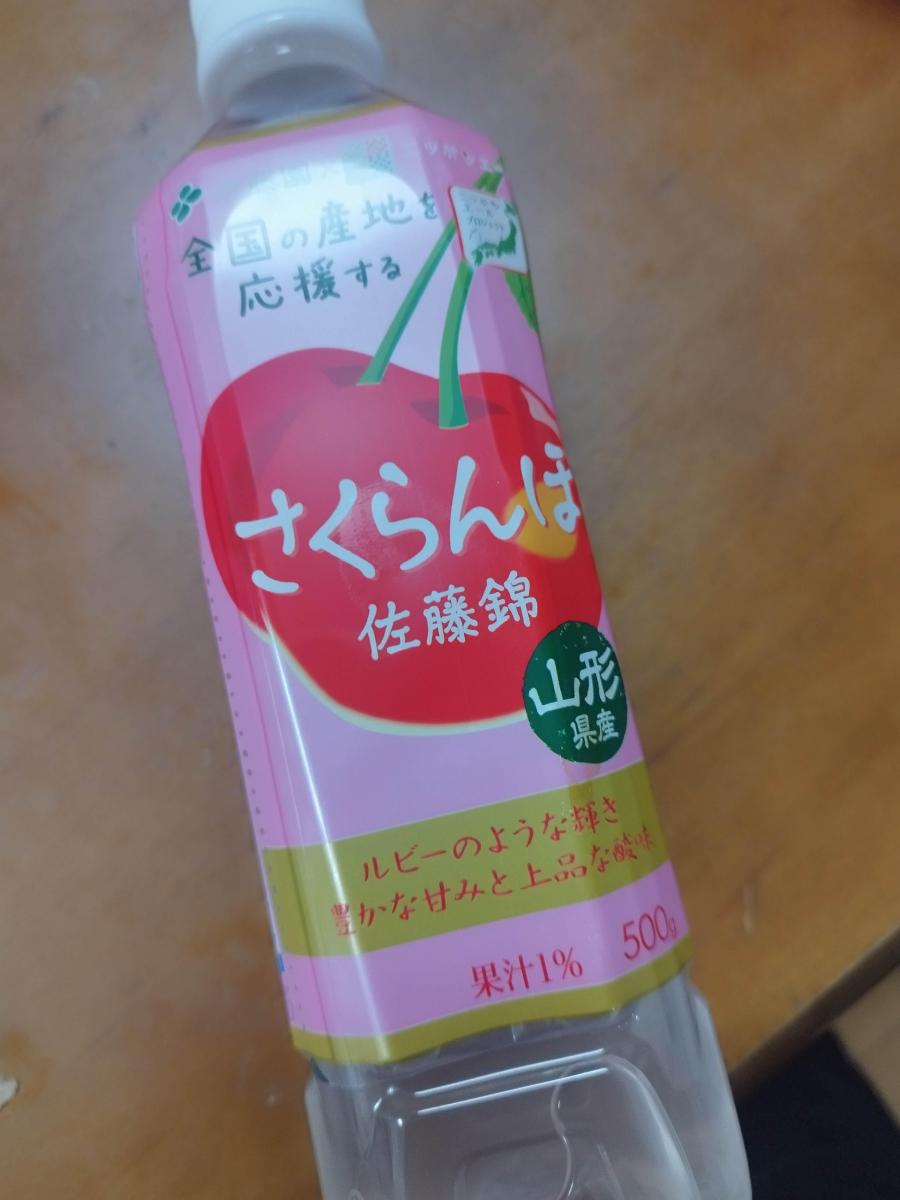 全国の産地を
応援する
さくらんぼ
佐藤錦
山形
県産
ルビーのような輝き
豊かな甘みと上品な酸味
果汁1%
500g